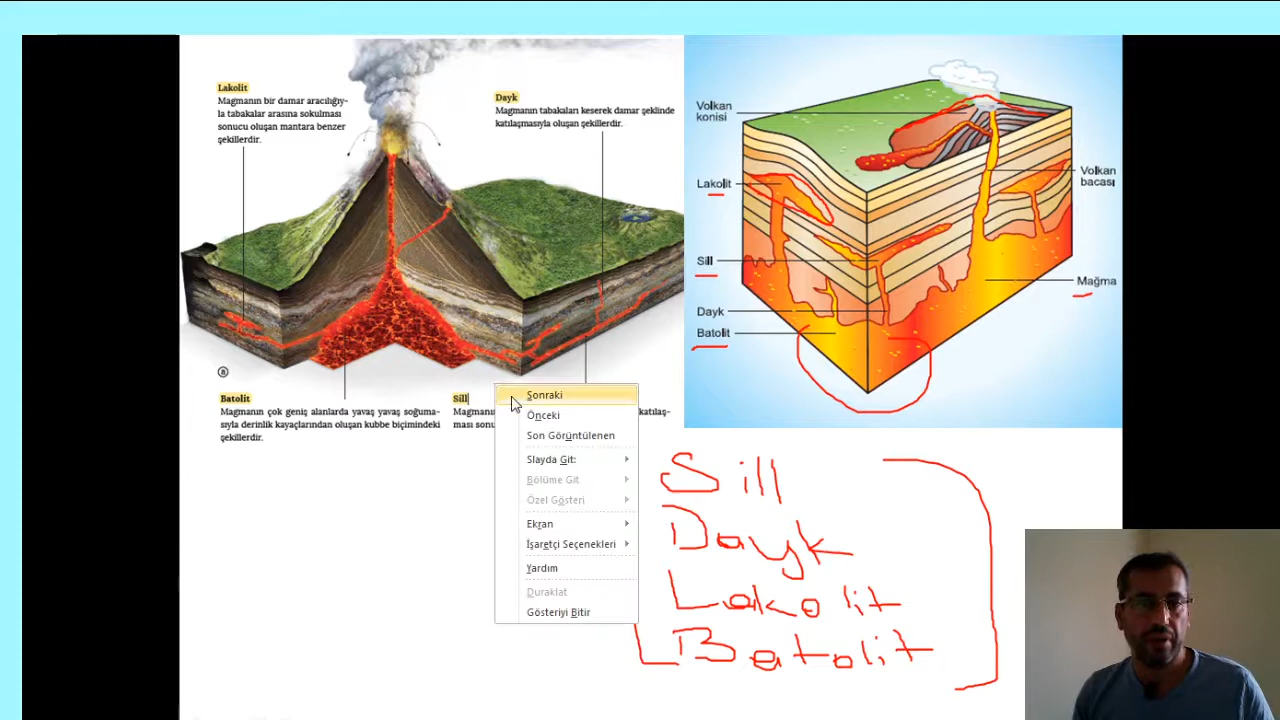 Lakolit
Magmanın bir damar aracılığıy-
la tabakalar arasına sokulması
sonucu oluşan mantara benzer
şekillerdir.
Dayk
Magmanın tabakaları keserek damar şeklinde
katılaşmasıyla oluşan şekillerdir.
a
Batolit
Magmanın çok geniş alanlarda yavaş yavaş soğuma-
sıyla derinlik kayaçlarından oluşan kubbe biçimindeki
şekillerdir.
Sill
Volkan
konisi
Lakolit
Sill
Dayk
Batolit
Volkan
bacası
Mağma
Sonraki
Önceki
Son Görüntülenen
Slayda Git:
Bölüme Git
Özel Gösteri
Ekran
İşaretçi Seçenekleri
Yardım
Duraklat
Gösteriyi Bitir
Sill
Dayk
Lakolit
Batolit